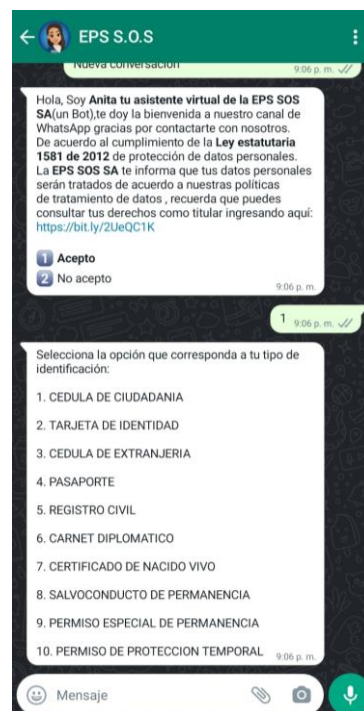 EPS S.O.S
Nueva conversación
9:06 p. m.
Hola, Soy Anita tu asistente virtual de la EPS SOS
SA(un Bot),te doy la bienvenida a nuestro canal de
WhatsApp gracias por contactarte con nosotros.
De acuerdo al cumplimiento de la Ley estatutaria
1581 de 2012 de protección de datos personales.
La EPS SOS SA te informa que tus datos personales
serán tratados de acuerdo a nuestras políticas
de tratamiento de datos , recuerda que puedes
consultar tus derechos como titular ingresando aquí:
https://bit.ly/2UeQC1K
1 Acepto
2 No acepto
9:06 p. m.
1 9:06 p. m.
Selecciona la opción que corresponda a tu tipo de
identificación:
1. CEDULA DE CIUDADANIA
2. TARJETA DE IDENTIDAD
3. CEDULA DE EXTRANJERIA
4. PASAPORTE
5. REGISTRO CIVIL
6. CARNET DIPLOMATICO
7. CERTIFICADO DE NACIDO VIVO
8. SALVOCONDUCTO DE PERMANENCIA
9. PERMISO ESPECIAL DE PERMANENCIA
10. PERMISO DE PROTECCION TEMPORAL
9:06 p. m.
Mensaje